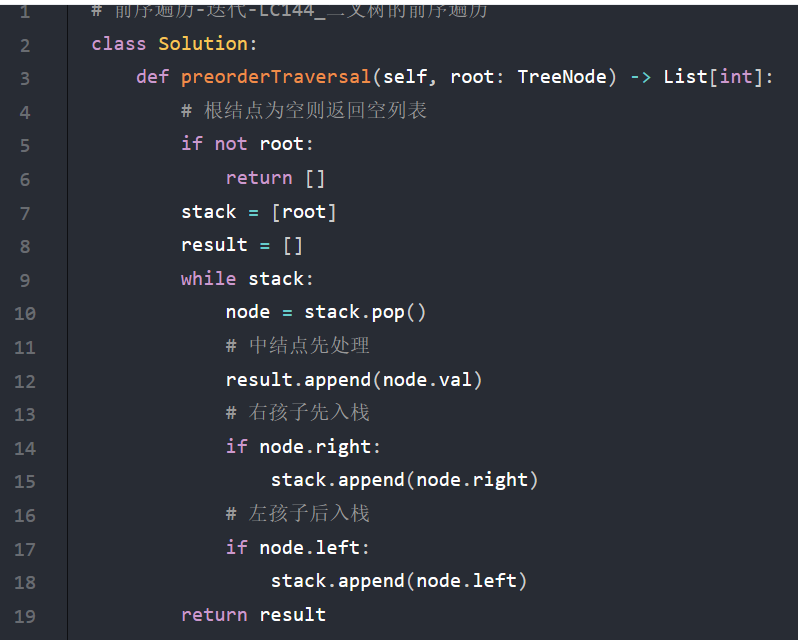 1 # 前序遍历-迭代-LC144_二叉树的前序遍历
2 class Solution:
3     def preorderTraversal(self, root: TreeNode) -> List[int]:
4         # 根结点为空则返回空列表
5         if not root:
6             return []
7         stack = [root]
8         result = []
9         while stack:
10             node = stack.pop()
11             # 中结点先处理
12             result.append(node.val)
13             # 右孩子先入栈
14             if node.right:
15                 stack.append(node.right)
16             # 左孩子后入栈
17             if node.left:
18                 stack.append(node.left)
19         return result